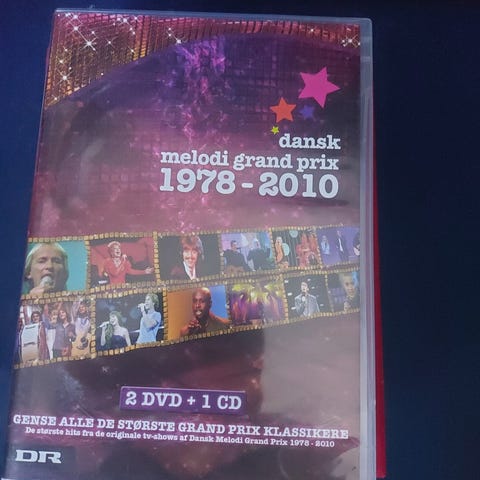 dansk
melodi grand prix
1978 - 2010
2 DVD + 1 CD
GENSE ALLE DE STØRSTE GRAND PRIX KLASSIKERE
De største hits fra de originale tv-shows af Dansk Melodi Grand Prix 1978 - 2010
DR